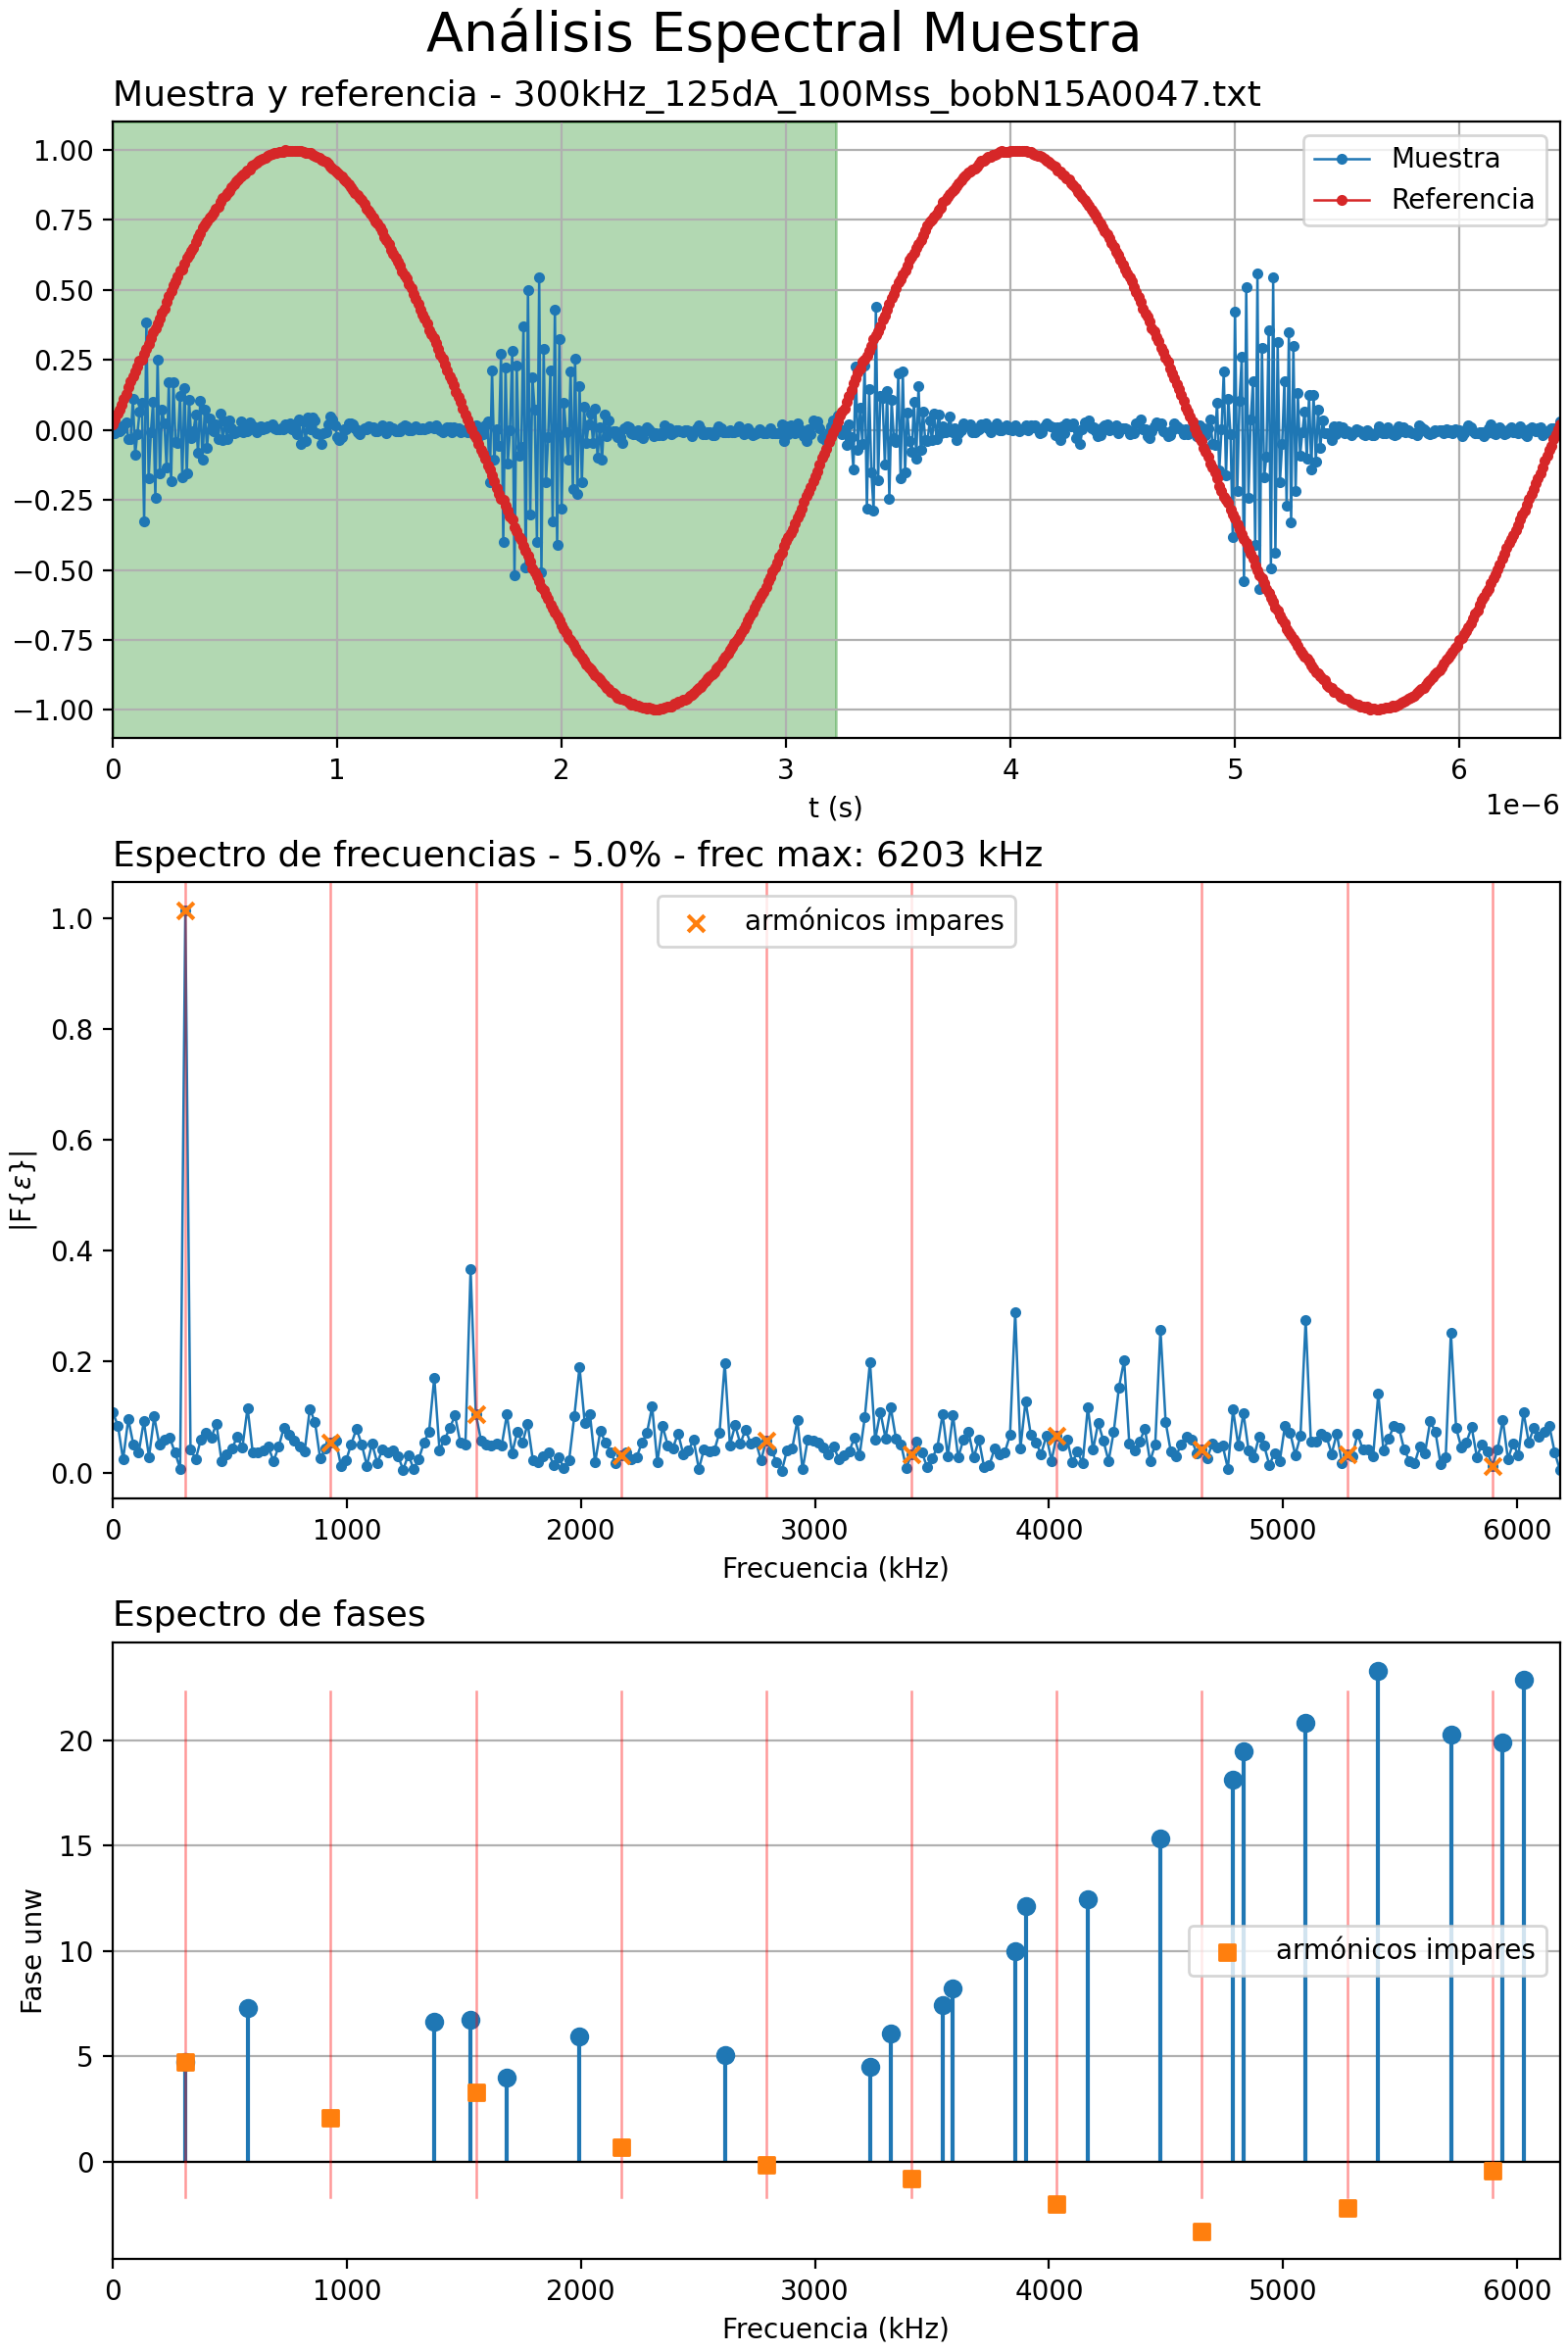 Análisis Espectral Muestra
Muestra y referencia - 300kHz_125dA_100Mss_bobN15A0047.txt
1.00
0.75
0.50
0.25
0.00
−0.25
−0.50
−0.75
−1.00
Muestra
Referencia
0 1 2 3 4 5 6
1e−6
t (s)
Espectro de frecuencias - 5.0% - frec max: 6203 kHz
armónicos impares
1.0
0.8
0.6
0.4
0.2
0.0
|F{ε}|
0 1000 2000 3000 4000 5000 6000
Frecuencia (kHz)
Espectro de fases
20
15
10
5
0
Fase unw
armónicos impares
0 1000 2000 3000 4000 5000 6000
Frecuencia (kHz)